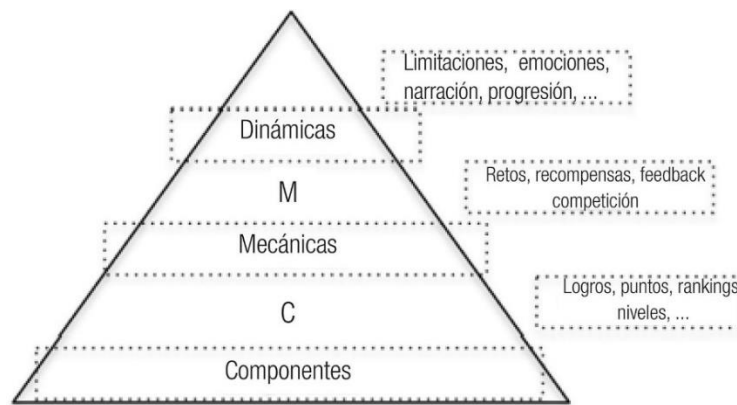 Limitaciones, emociones,
narración, progresión, ...
Dinámicas
M
Retos, recompensas, feedback
competición
Mecánicas
Logros, puntos, rankings
niveles, ...
C
Componentes